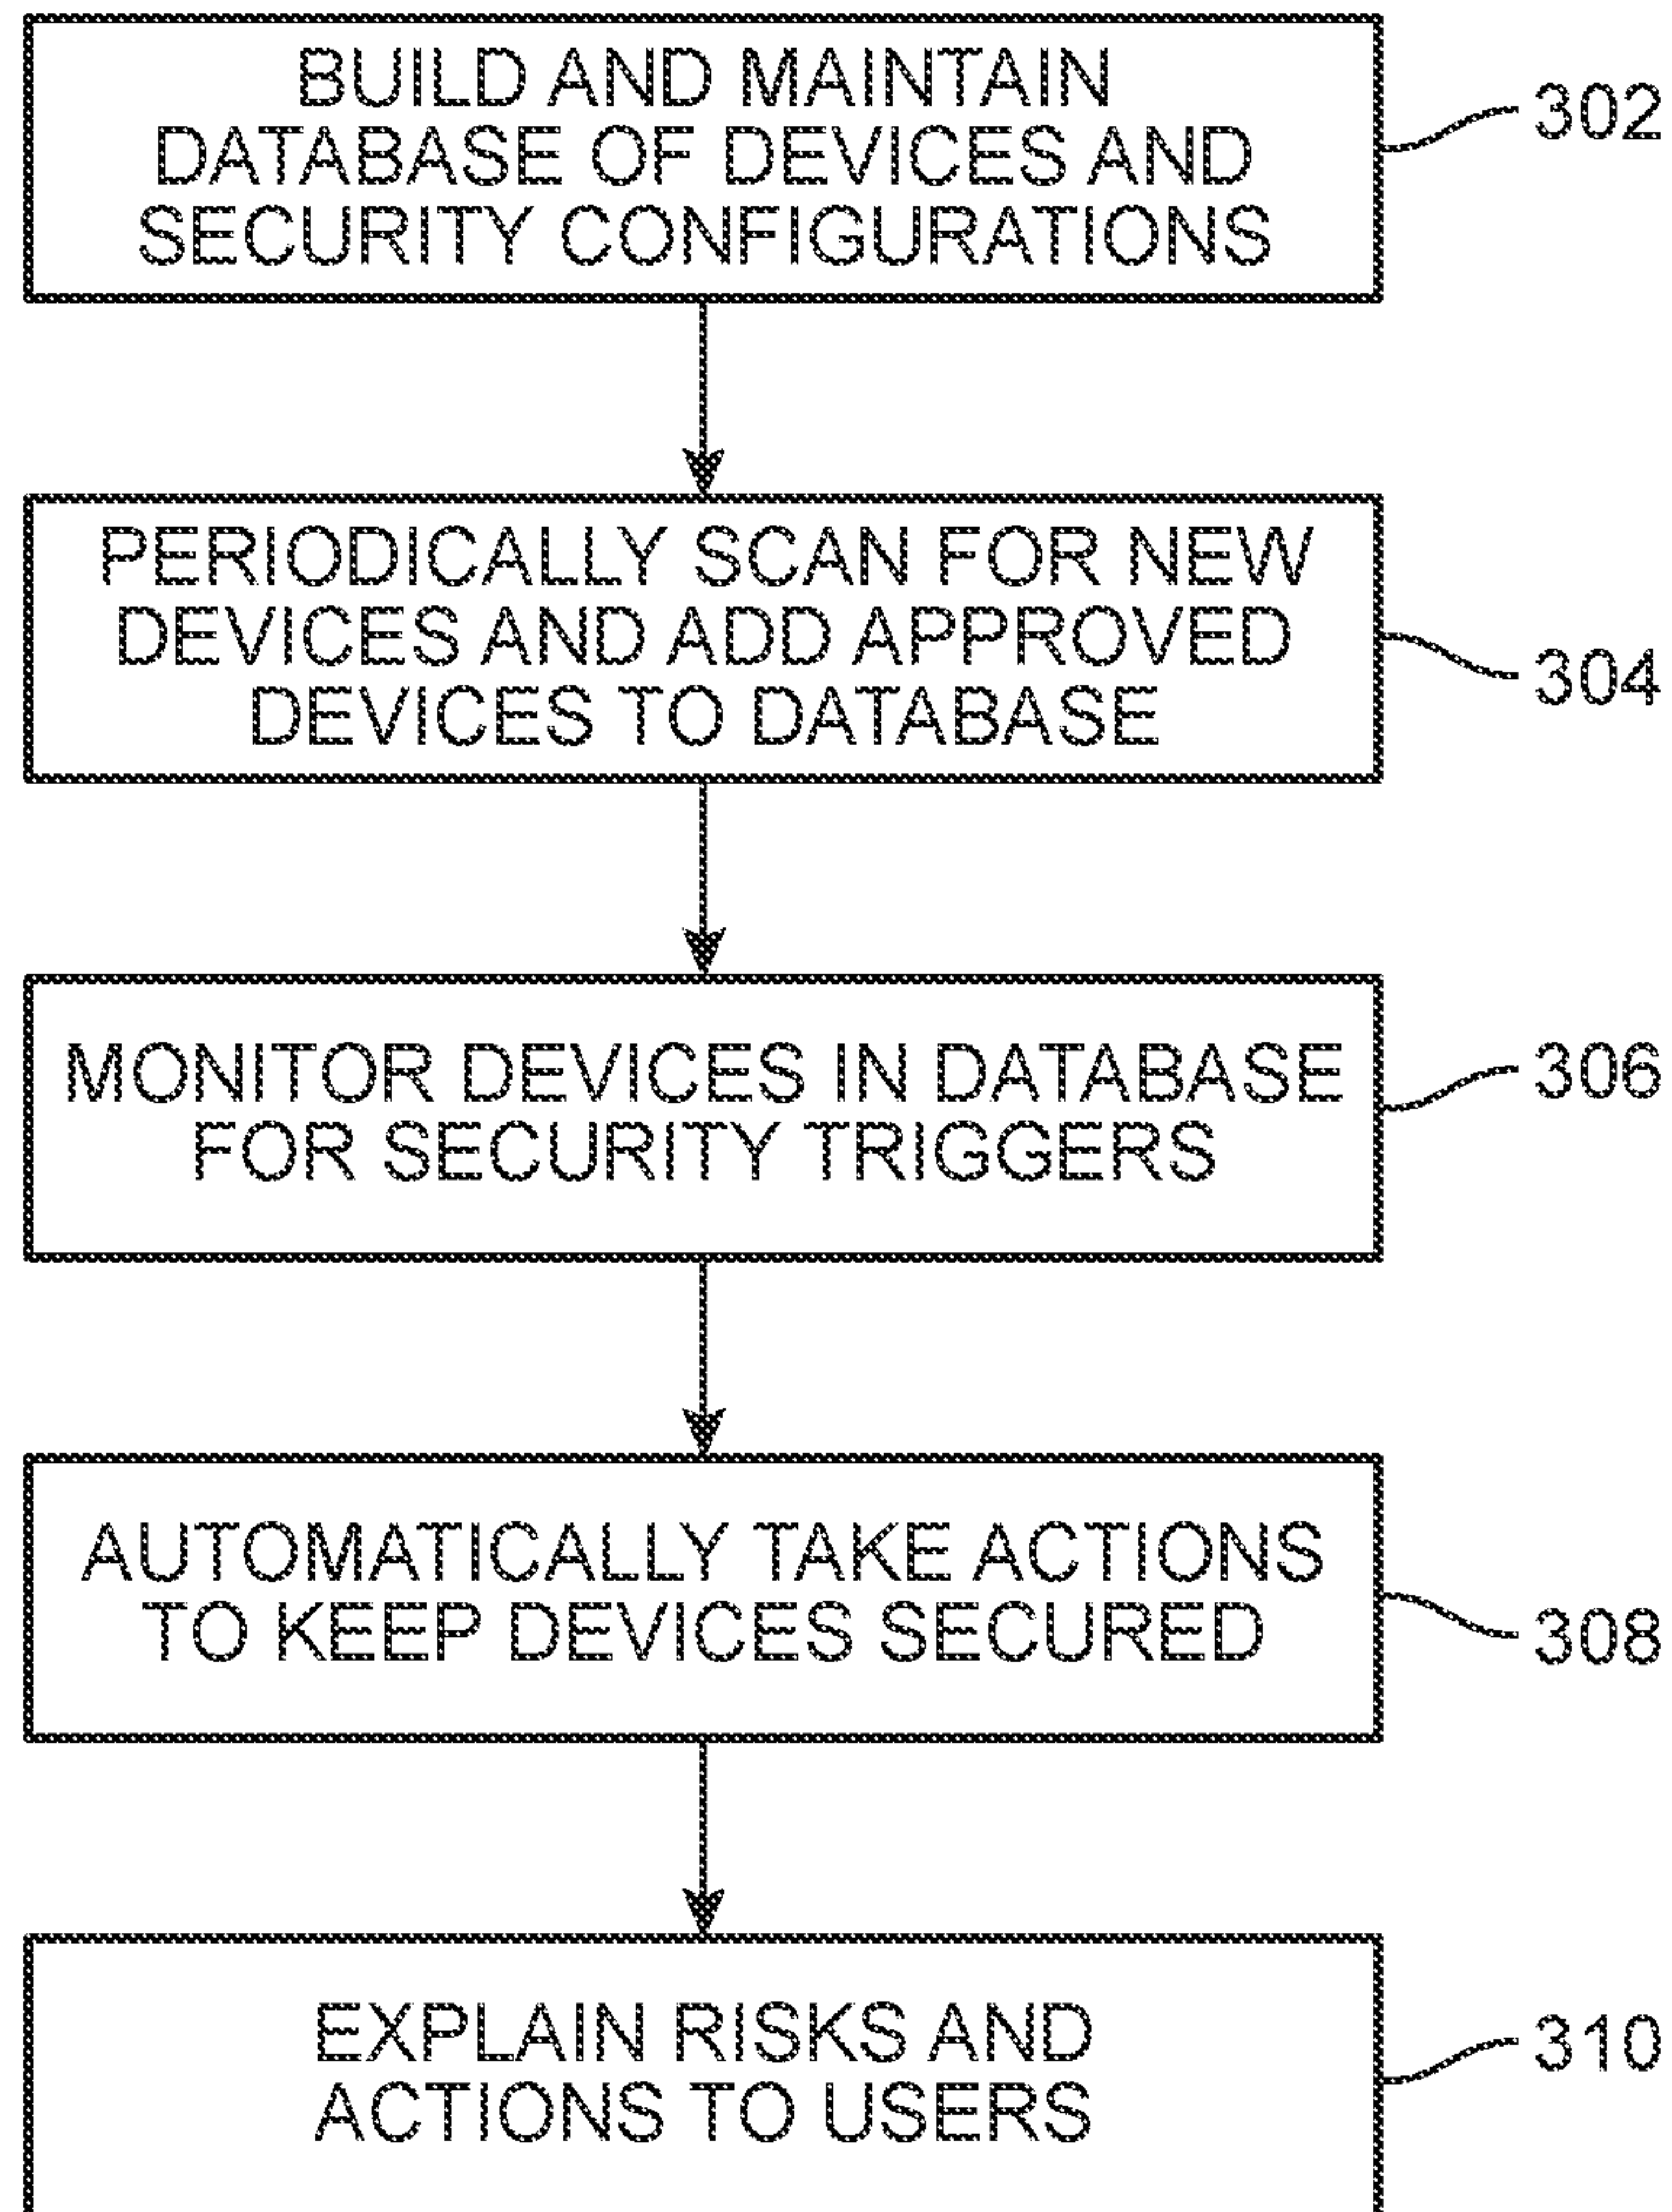 BUILD AND MAINTAIN
DATABASE OF DEVICES AND
SECURITY CONFIGURATIONS
302
PERIODICALLY SCAN FOR NEW
DEVICES AND ADD APPROVED
DEVICES TO DATABASE
304
MONITOR DEVICES IN DATABASE
FOR SECURITY TRIGGERS
306
AUTOMATICALLY TAKE ACTIONS
TO KEEP DEVICES SECURED
308
EXPLAIN RISKS AND
ACTIONS TO USERS
310